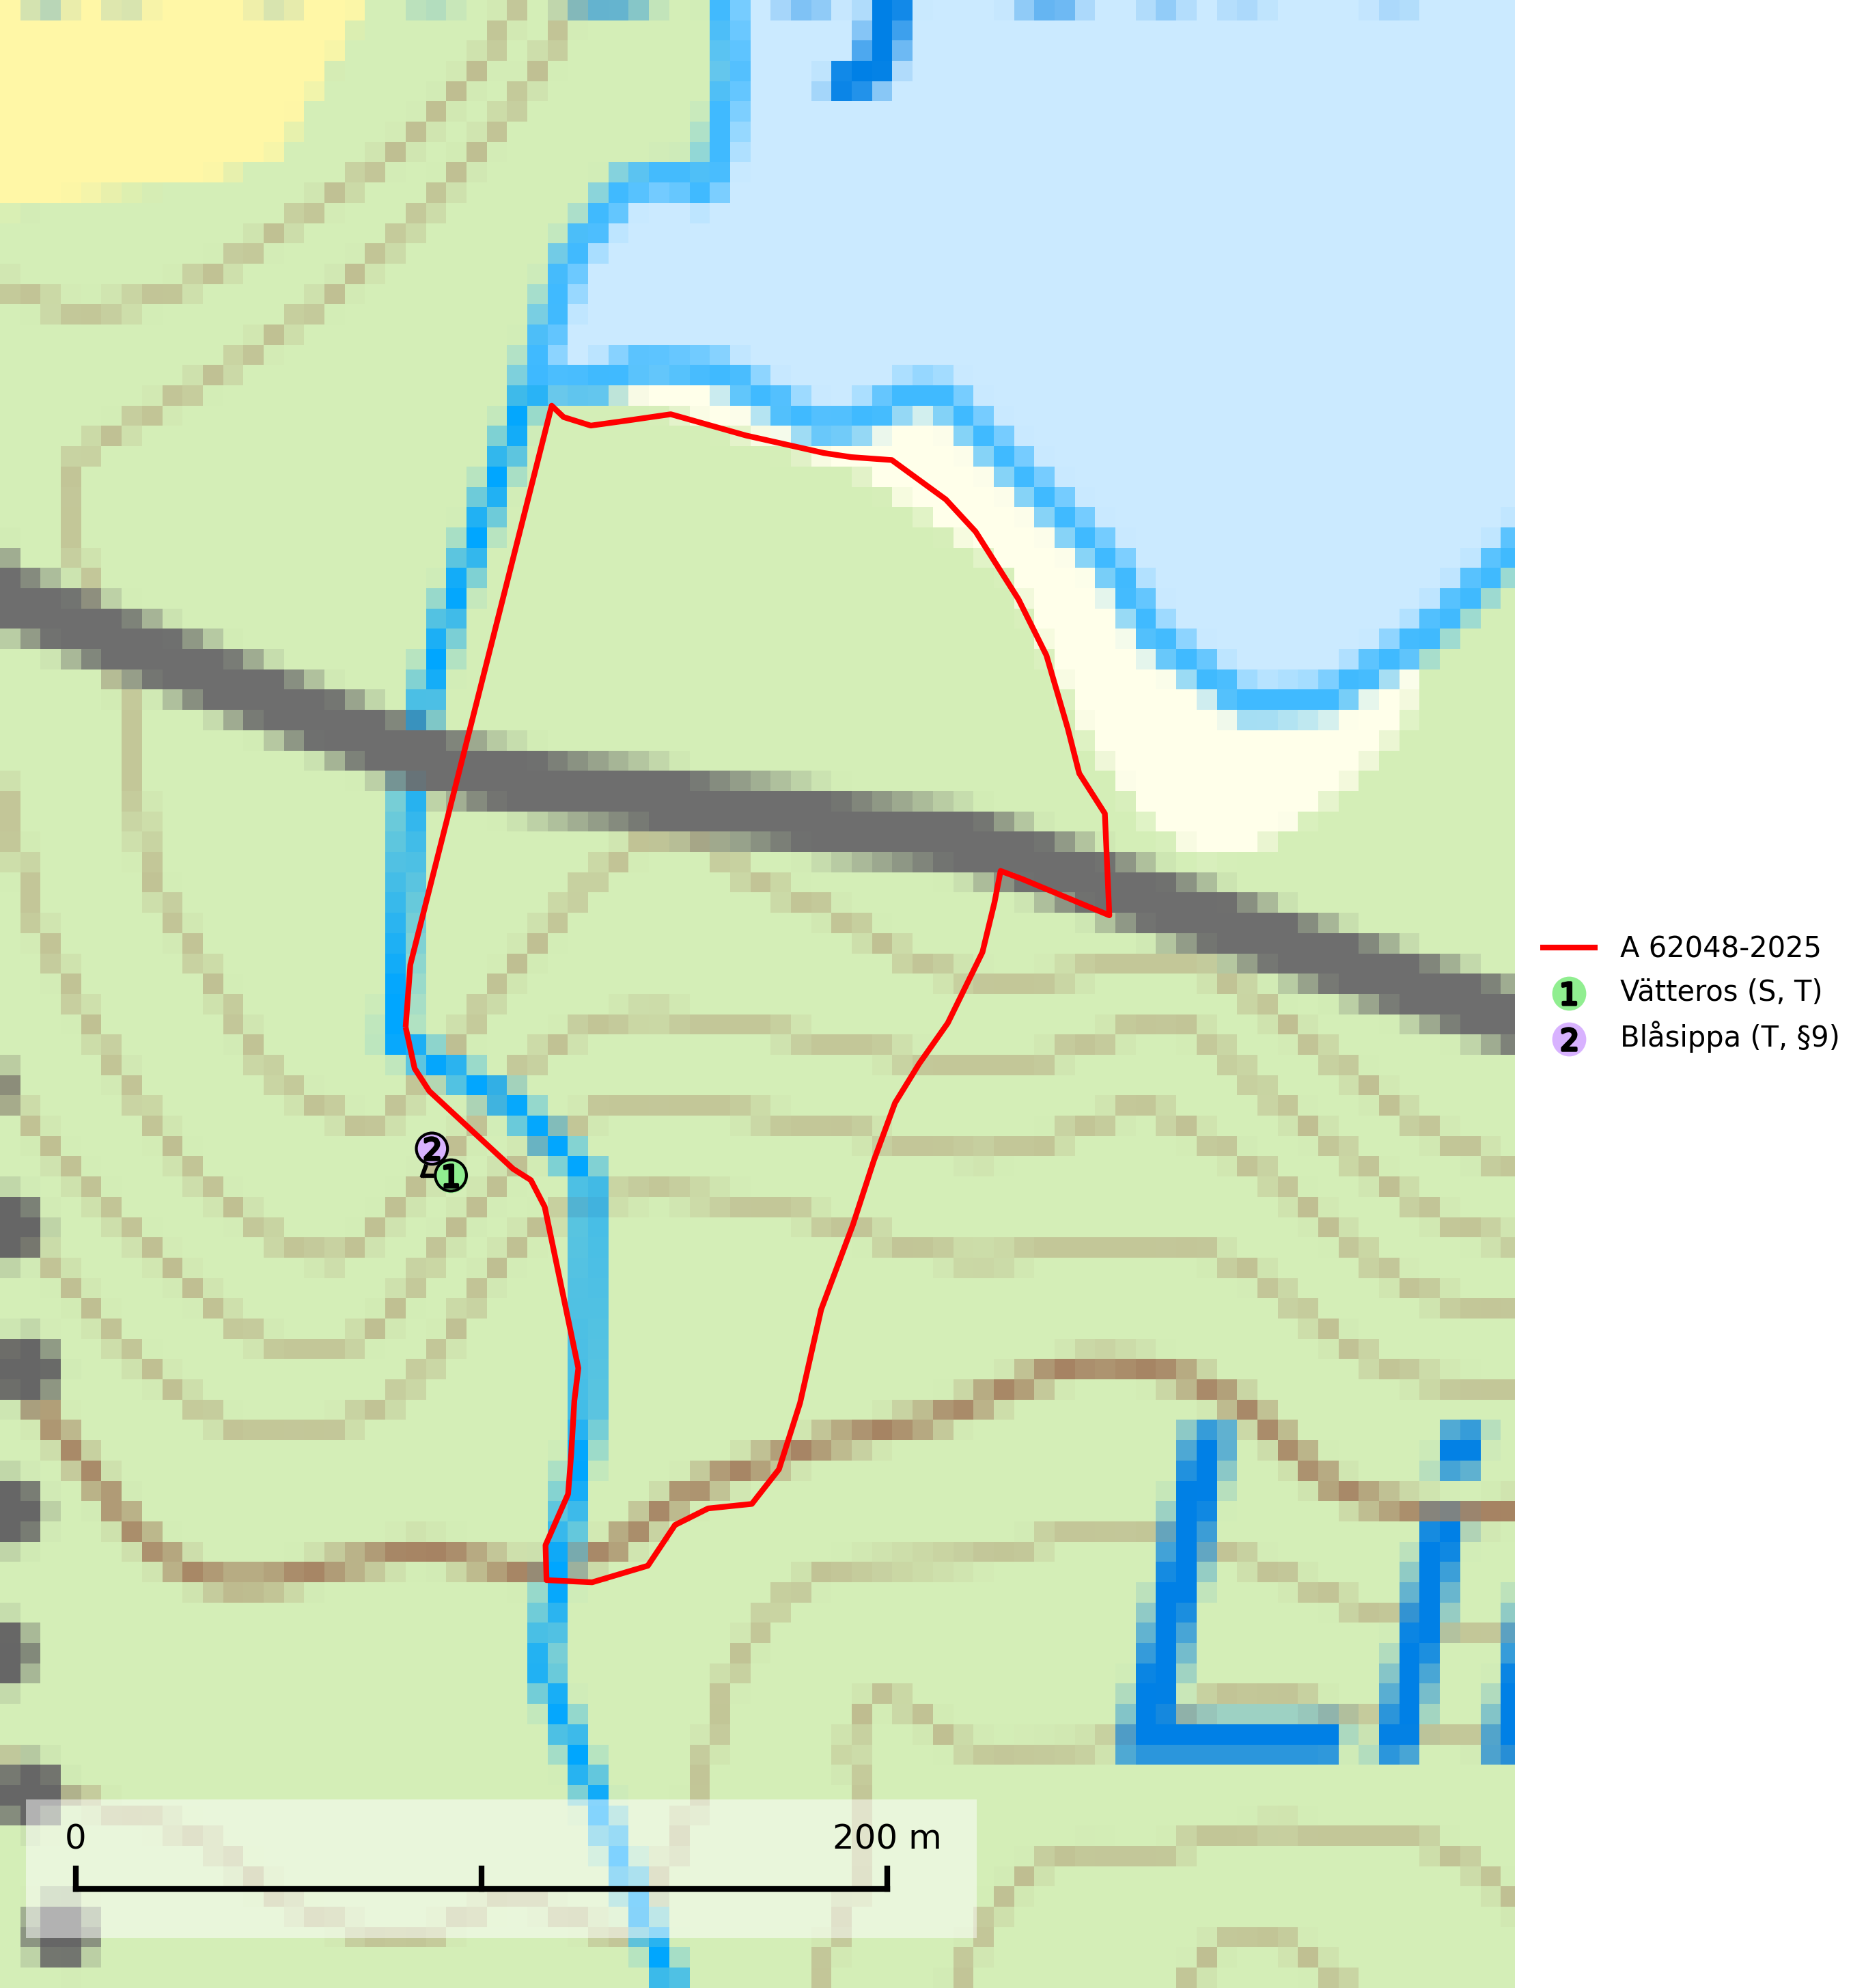 A 62048-2025
1 Vätteros (S, T)
2 Blåsippa (T, §9)
2
1
0 200 m